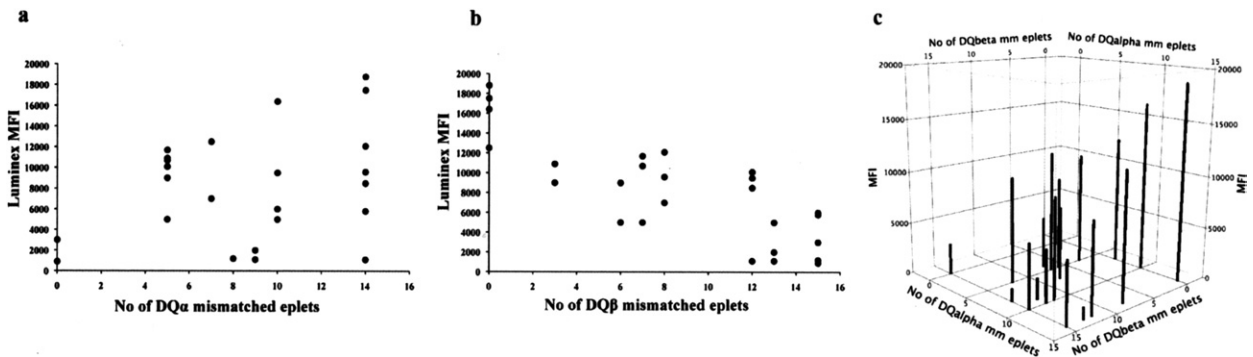 a
Luminex MFI
20000
18000
16000
14000
12000
10000
8000
6000
4000
2000
0
0 2 4 6 8 10 12 14 16
No of DQα mismatched eplets
b
Luminex MFI
20000
18000
16000
14000
12000
10000
8000
6000
4000
2000
0
0 2 4 6 8 10 12 14 16
No of DQβ mismatched eplets
c
No of DQbeta mm eplets
No of DQalpha mm eplets
15 10 5 0
0 5 10 15
20000
15000
10000
5000
0
MFI
20000
15000
10000
5000
0
MFI
0 5 10 15
No of DQalpha mm eplets
15 10 5 0
No of DQbeta mm eplets